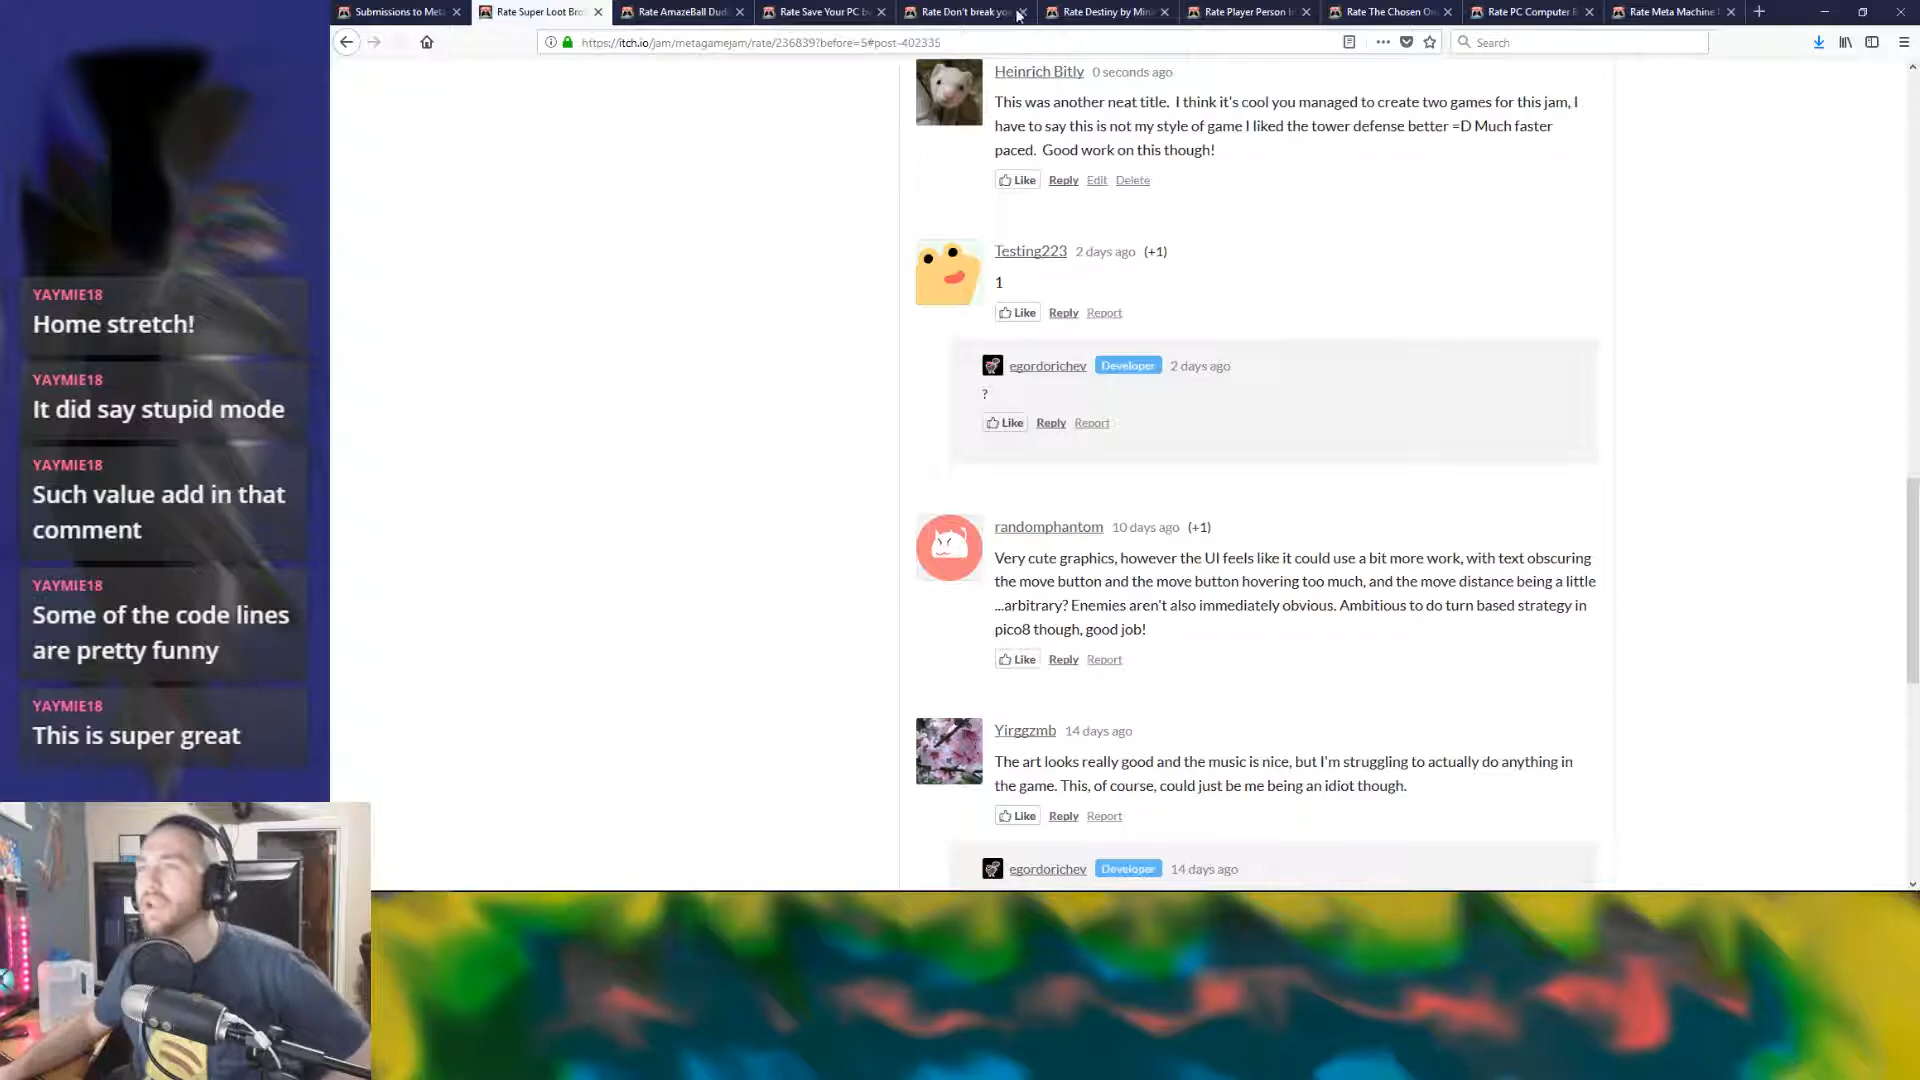 Submissions to Met
Rate Super Loot Bro
Rate AmazeBall Dud
Rate Save Your PC b
Rate Don't break yo
Rate Destiny by Mini
Rate Player Person I
Rate The Chosen O
Rate PC Computer B
Rate Meta Machine
https://itch.io/jam/metagamejam/rate/236839?before=5#post-402335
Search
Heinrich Bitly 0 seconds ago
This was another neat title. I think it's cool you managed to create two games for this jam, I
have to say this is not my style of game I liked the tower defense better =D Much faster
paced. Good work on this though!
Like Reply Edit Delete
Testing223 2 days ago (+1)
1
Like Reply Report
egordorichev Developer 2 days ago
?
Like Reply Report
randomphantom 10 days ago (+1)
Very cute graphics, however the UI feels like it could use a bit more work, with text obscuring
the move button and the move button hovering too much, and the move distance being a little
...arbitrary? Enemies aren't also immediately obvious. Ambitious to do turn based strategy in
pico8 though, good job!
Like Reply Report
Yirggzmb 14 days ago
The art looks really good and the music is nice, but I'm struggling to actually do anything in
the game. This, of course, could just be me being an idiot though.
Like Reply Report
egordorichev Developer 14 days ago
YAYMIE18
Home stretch!
YAYMIE18
It did say stupid mode
YAYMIE18
Such value add in that
comment
YAYMIE18
Some of the code lines
are pretty funny
YAYMIE18
This is super great